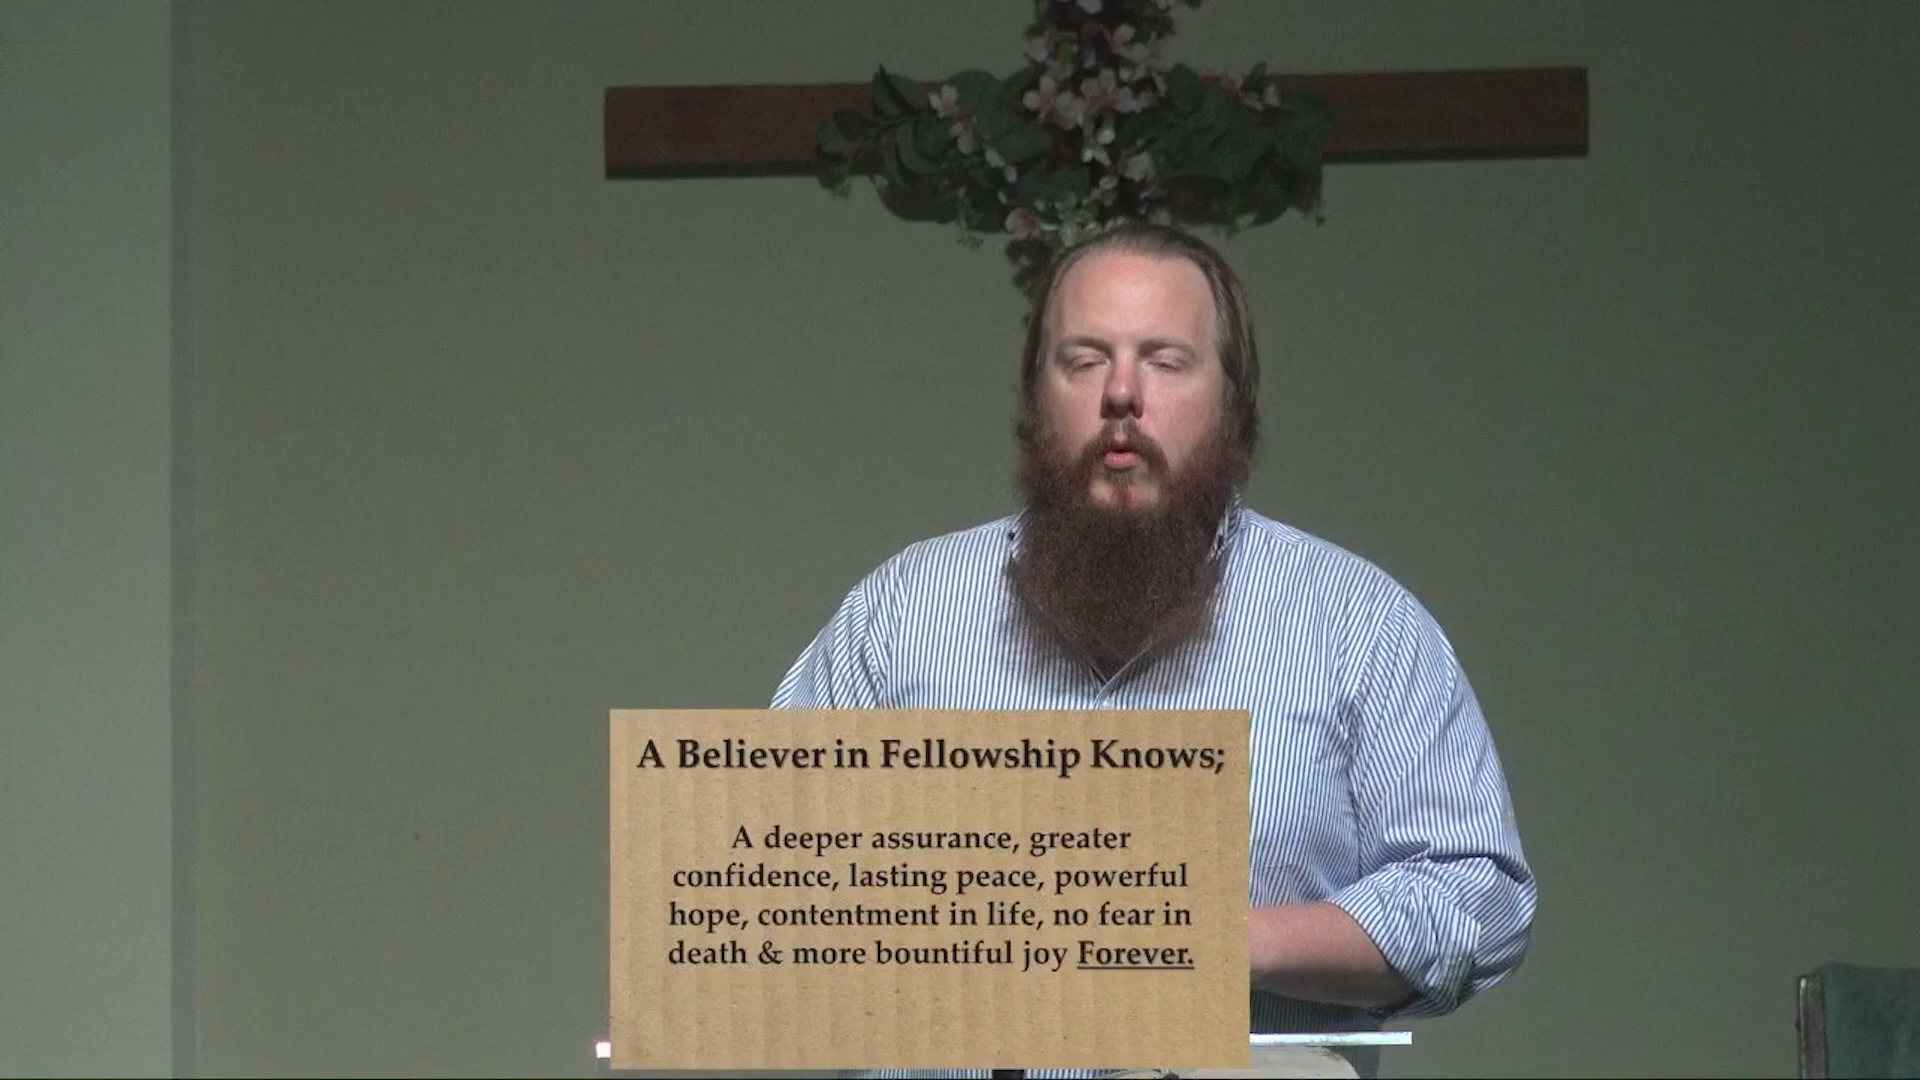 A Believer in Fellowship Knows;
A deeper assurance, greater
confidence, lasting peace, powerful
hope, contentment in life, no fear in
death & more bountiful joy Forever.